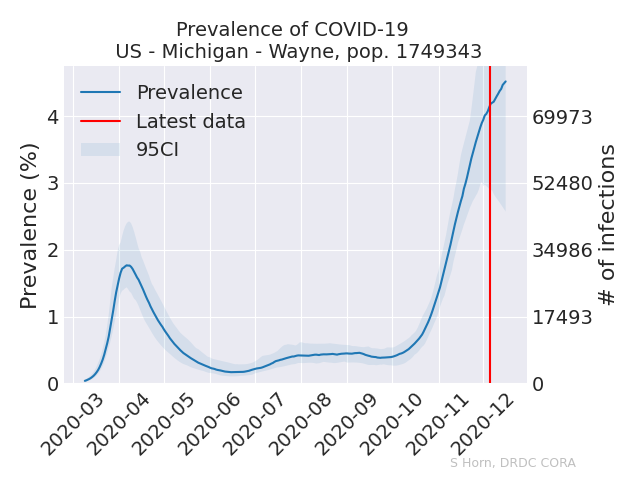 Prevalence of COVID-19
US - Michigan - Wayne, pop. 1749343
Prevalence
Latest data
95CI
Prevalence (%)
4
3
2
1
0
69973
52480
34986
17493
0
# of infections
2020-03
2020-04
2020-05
2020-06
2020-07
2020-08
2020-09
2020-10
2020-11
2020-12
S Horn, DRDC CORA